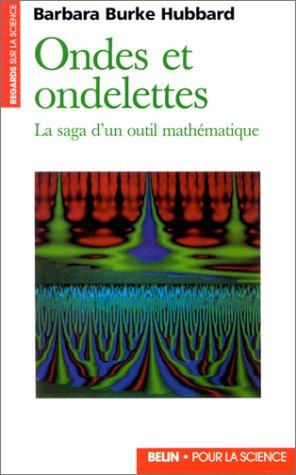 Barbara Burke Hubbard
REGARDS SUR LA SCIENCE
Ondes et
ondelettes
La saga d'un outil mathématique
BELIN • POUR LA SCIENCE